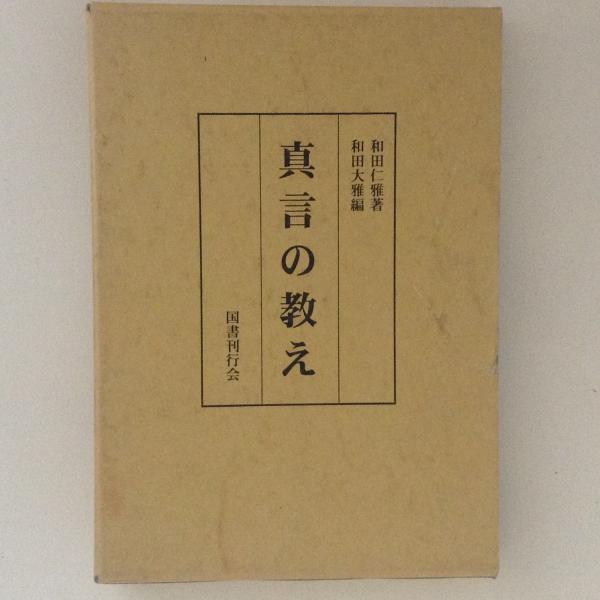 和田仁雅著
和田大雅編
真言の教え
国書刊行会